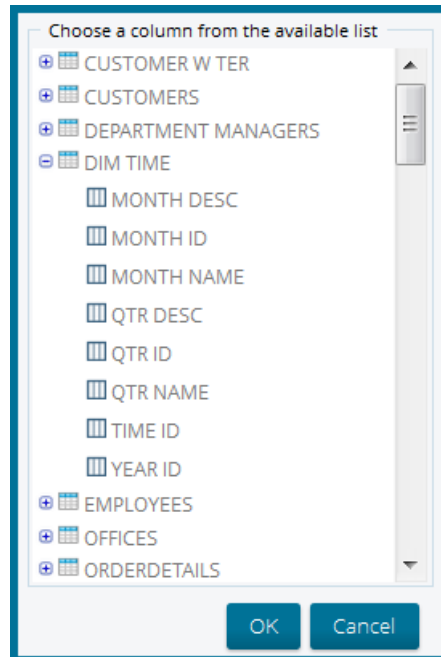 Choose a column from the available list
CUSTOMER W TER
CUSTOMERS
DEPARTMENT MANAGERS
DIM TIME
MONTH DESC
MONTH ID
MONTH NAME
QTR DESC
QTR ID
QTR NAME
TIME ID
YEAR ID
EMPLOYEES
OFFICES
ORDERDETAILS
OK Cancel